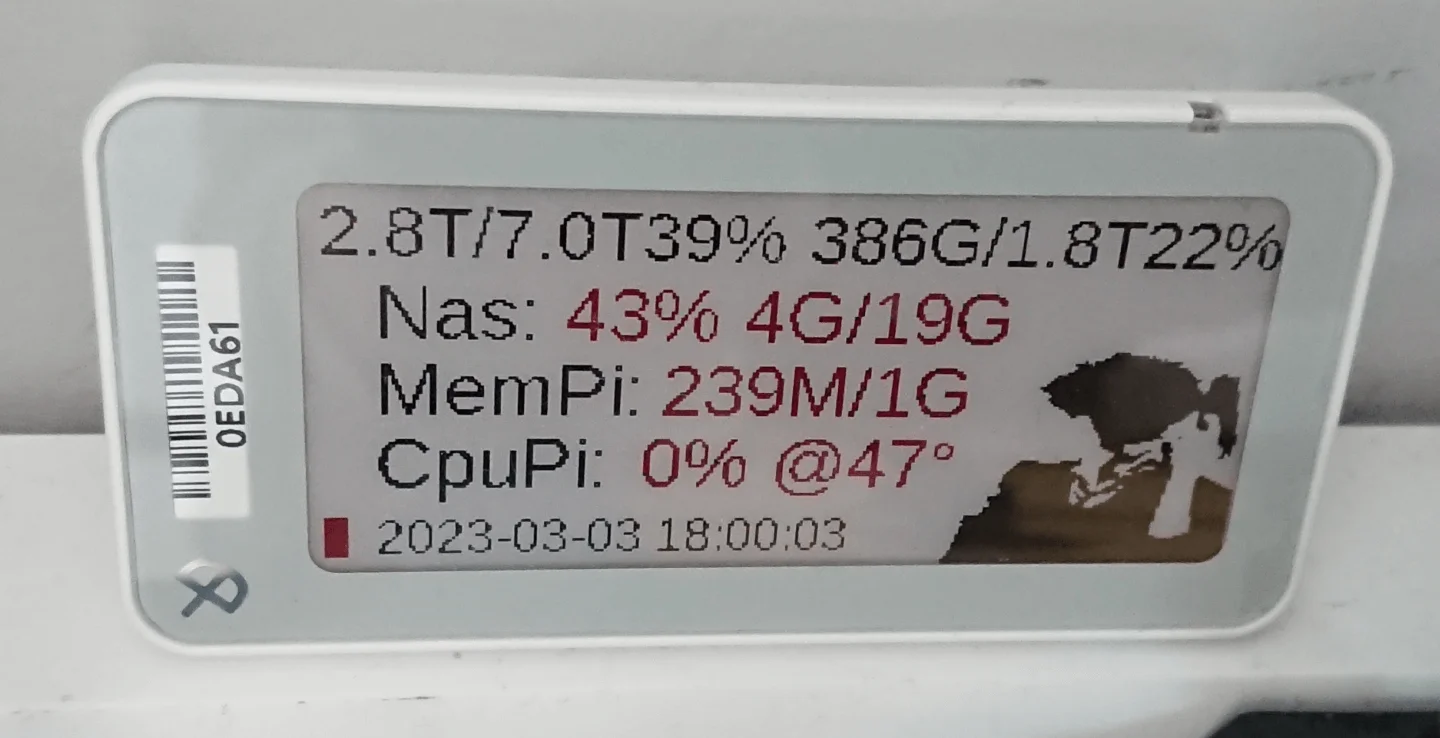 2.8T/7.0T39% 386G/1.8T22%
Nas: 43% 4G/19G
MemPi: 239M/1G
CpuPi: 0% @47°
2023-03-03 18:00:03
0EDA61